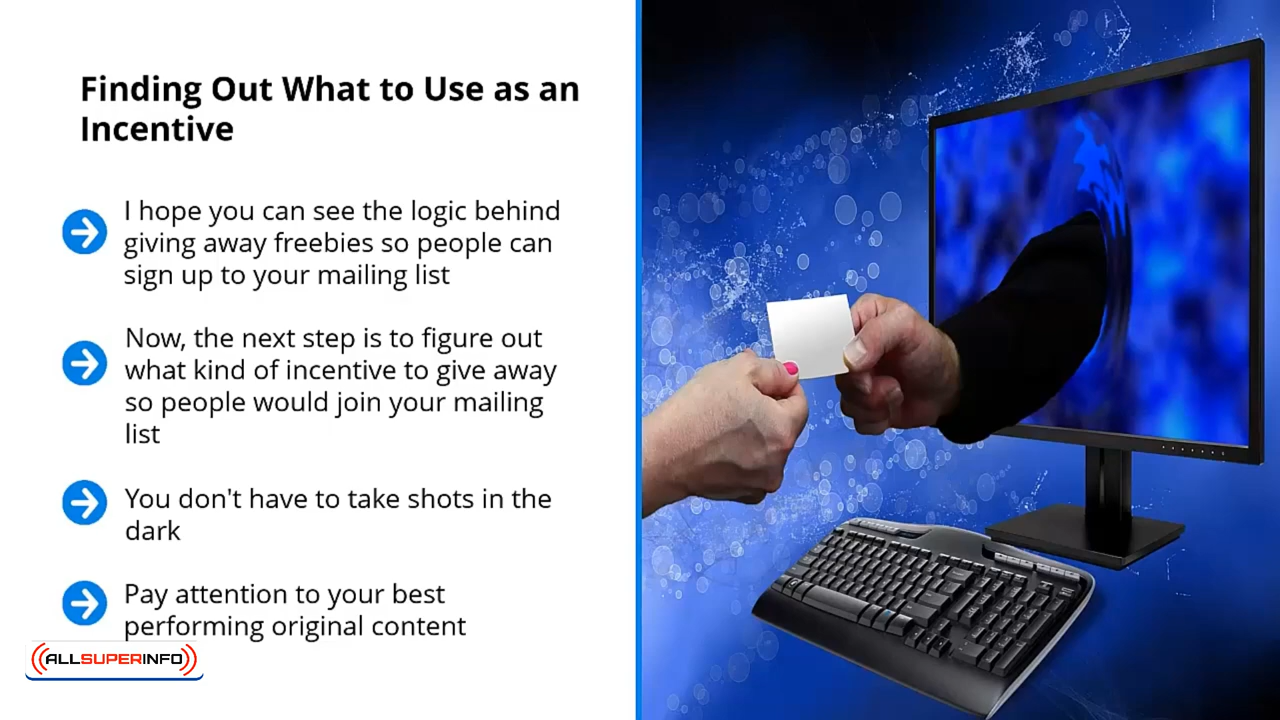 Finding Out What to Use as an
Incentive
I hope you can see the logic behind
giving away freebies so people can
sign up to your mailing list
Now, the next step is to figure out
what kind of incentive to give away
so people would join your mailing
list
You don't have to take shots in the
dark
Pay attention to your best
performing original content
ALLSUPERINFO